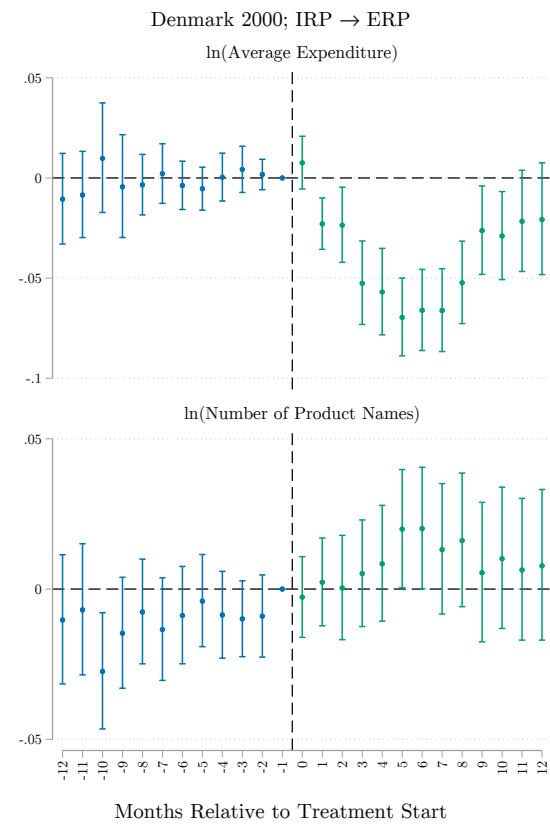 Denmark 2000; IRP → ERP
ln(Average Expenditure)
.05
0
-.05
-.1
ln(Number of Product Names)
.05
0
-.05
-12 -11 -10 -9 -8 -7 -6 -5 -4 -3 -2 -1 0 1 2 3 4 5 6 7 8 9 10 11 12
Months Relative to Treatment Start